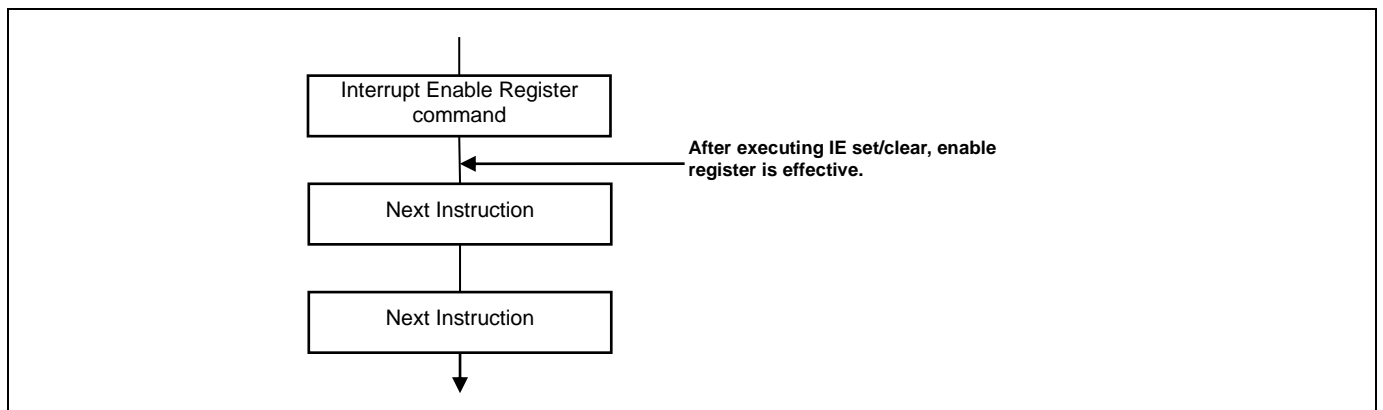 Interrupt Enable Register
command
After executing IE set/clear, enable
register is effective.
Next Instruction
Next Instruction